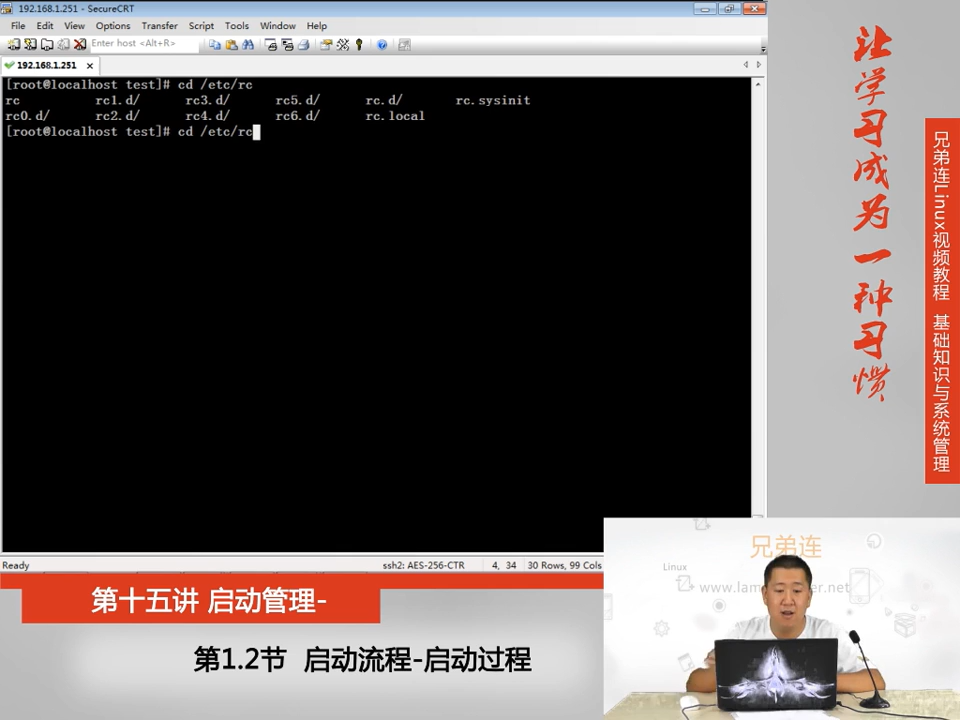 192.168.1.251 - SecureCRT
File Edit View Options Transfer Script Tools Window Help
Enter host <Alt+R>
192.168.1.251
[root@localhost test]# cd /etc/rc
rc rc1.d/ rc3.d/ rc5.d/ rc.d/ rc.sysinit
rc0.d/ rc2.d/ rc4.d/ rc6.d/ rc.local
[root@localhost test]# cd /etc/rc
Ready ssh2: AES-256-CTR 4, 34 30 Rows, 99 Cols
让学习成为一种习惯
兄弟连Linux视频教程 基础知识与系统管理
第十五讲 启动管理-
第1.2节 启动流程-启动过程
兄弟连
Linux